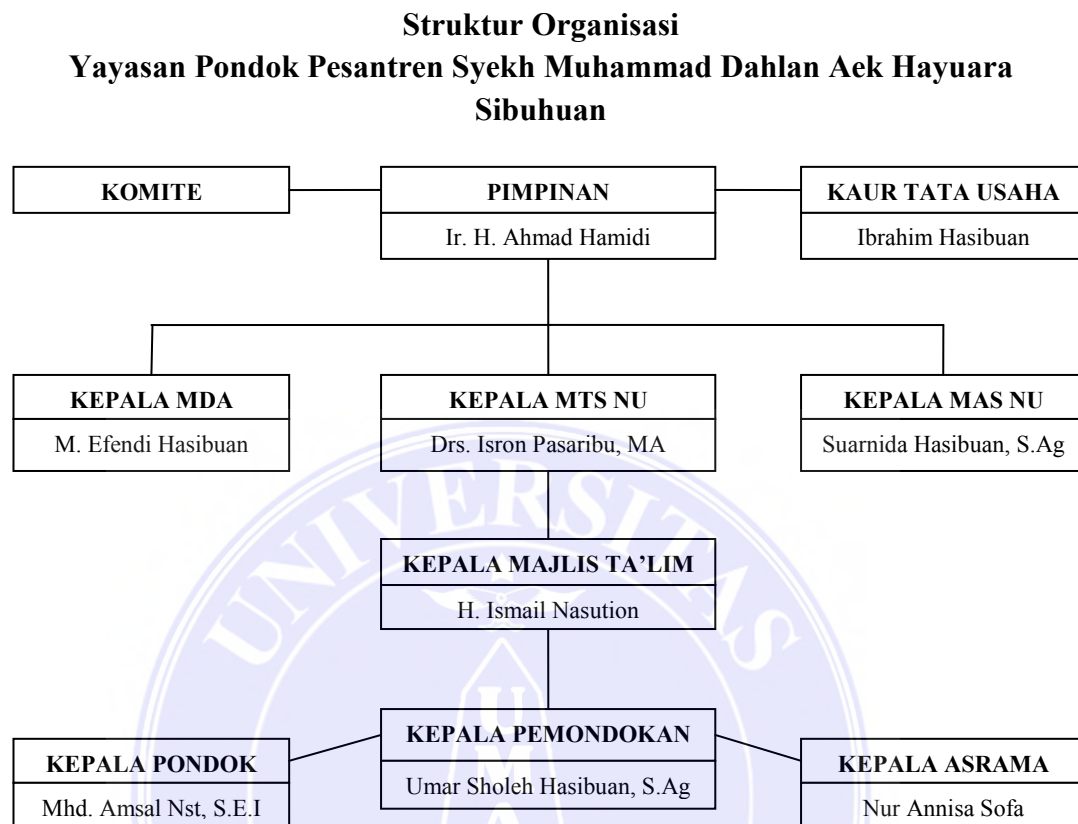 Struktur Organisasi
Yayasan Pondok Pesantren Syekh Muhammad Dahlan Aek Hayuara
Sibuhuan
KOMITE
PIMPINAN
Ir. H. Ahmad Hamidi
KAUR TATA USAHA
Ibrahim Hasibuan
KEPALA MDA
M. Efendi Hasibuan
KEPALA MTS NU
Drs. Isron Pasaribu, MA
KEPALA MAS NU
Suarnida Hasibuan, S.Ag
KEPALA MAJLIS TA’LIM
H. Ismail Nasution
KEPALA PEMONDOKAN
Umar Sholeh Hasibuan, S.Ag
KEPALA PONDOK
Mhd. Amsal Nst, S.E.I
KEPALA ASRAMA
Nur Annisa Sofa
UNIVERSITAS
UMA